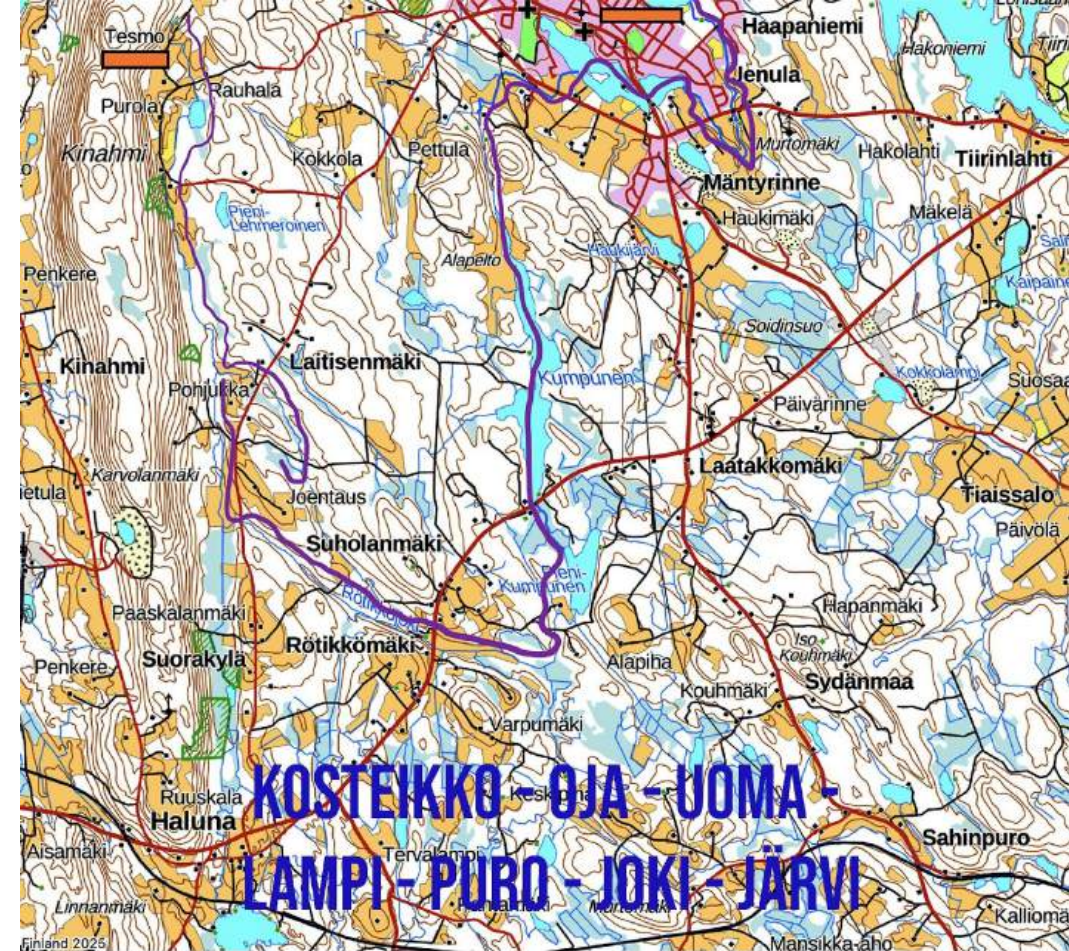 Haapaniemi
Tesmo
Hakoniemi
Jenula
Rauhala
Purola
Kinahmi
Kokkola
Pettula
Murtomäki
Hakolahti
Tiirinlahti
Mäntyrinne
Pieni-
Lehmeroinen
Haukimäki
Mäkelä
Haukijärvi
Alapelto
Penkere
Soidinsuo
Kinahmi
Laitisenmäki
Ponjukka
Kumpunen
Kokkolampi
Päivärinne
Karvolanmäki
Laatakkomäki
Joentaus
Tiaissalo
Päivölä
Suholanmäki
Pieni-
Kumpunen
Paaskalanmäki
Hapanmäki
Rötikkömäki
Iso
Kouhmäki
Suorakylä
Penkere
Alapiha
Sydänmaa
Kouhmäki
Varpumäki
KOSTEIKKO - OJA - UOMA -
Ruuskala
Haluna
Sahinpuro
Aisamäki
Tervalampi
LAMPI - PURO - JOKI - JÄRVI
Linnanmäki
Finland 2025
Mansikka-aho